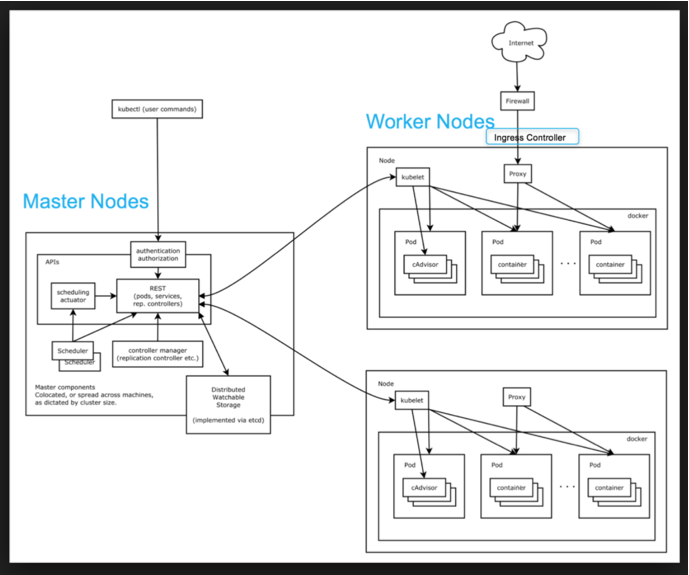 Internet
kubectl (user commands)
Firewall
Worker Nodes
Ingress Controller
Master Nodes
Node
kubelet
Proxy
docker
Pod
cAdvisor
Pod
container
. . .
Pod
container
authentication
authorization
APIs
scheduling
actuator
REST
(pods, services,
rep. controllers)
Scheduler
Scheduler
controller manager
(replication controller etc.)
Master components
Colocated, or spread across machines,
as dictated by cluster size.
Distributed
Watchable
Storage
(implemented via etcd)
Node
kubelet
Proxy
docker
Pod
cAdvisor
Pod
container
. . .
Pod
container